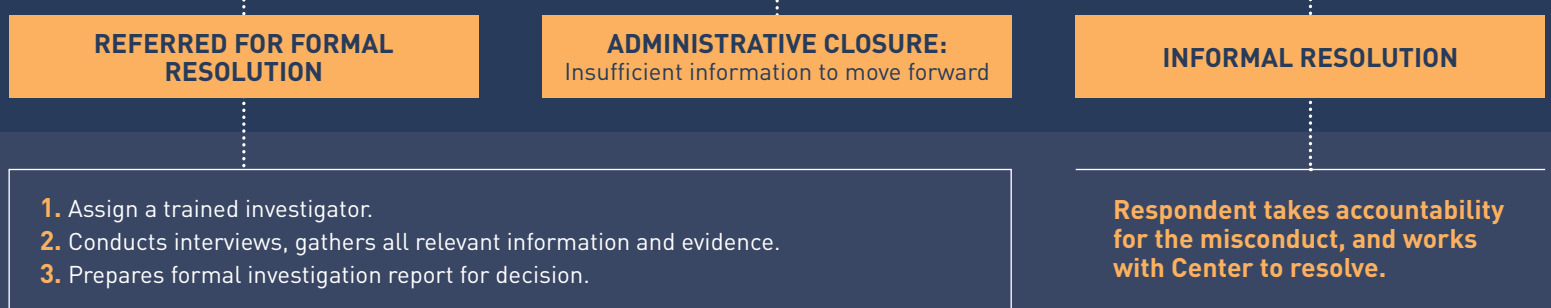 REFERRED FOR FORMAL
RESOLUTION
ADMINISTRATIVE CLOSURE:
Insufficient information to move forward
INFORMAL RESOLUTION
1. Assign a trained investigator.
2. Conducts interviews, gathers all relevant information and evidence.
3. Prepares formal investigation report for decision.
Respondent takes accountability
for the misconduct, and works
with Center to resolve.